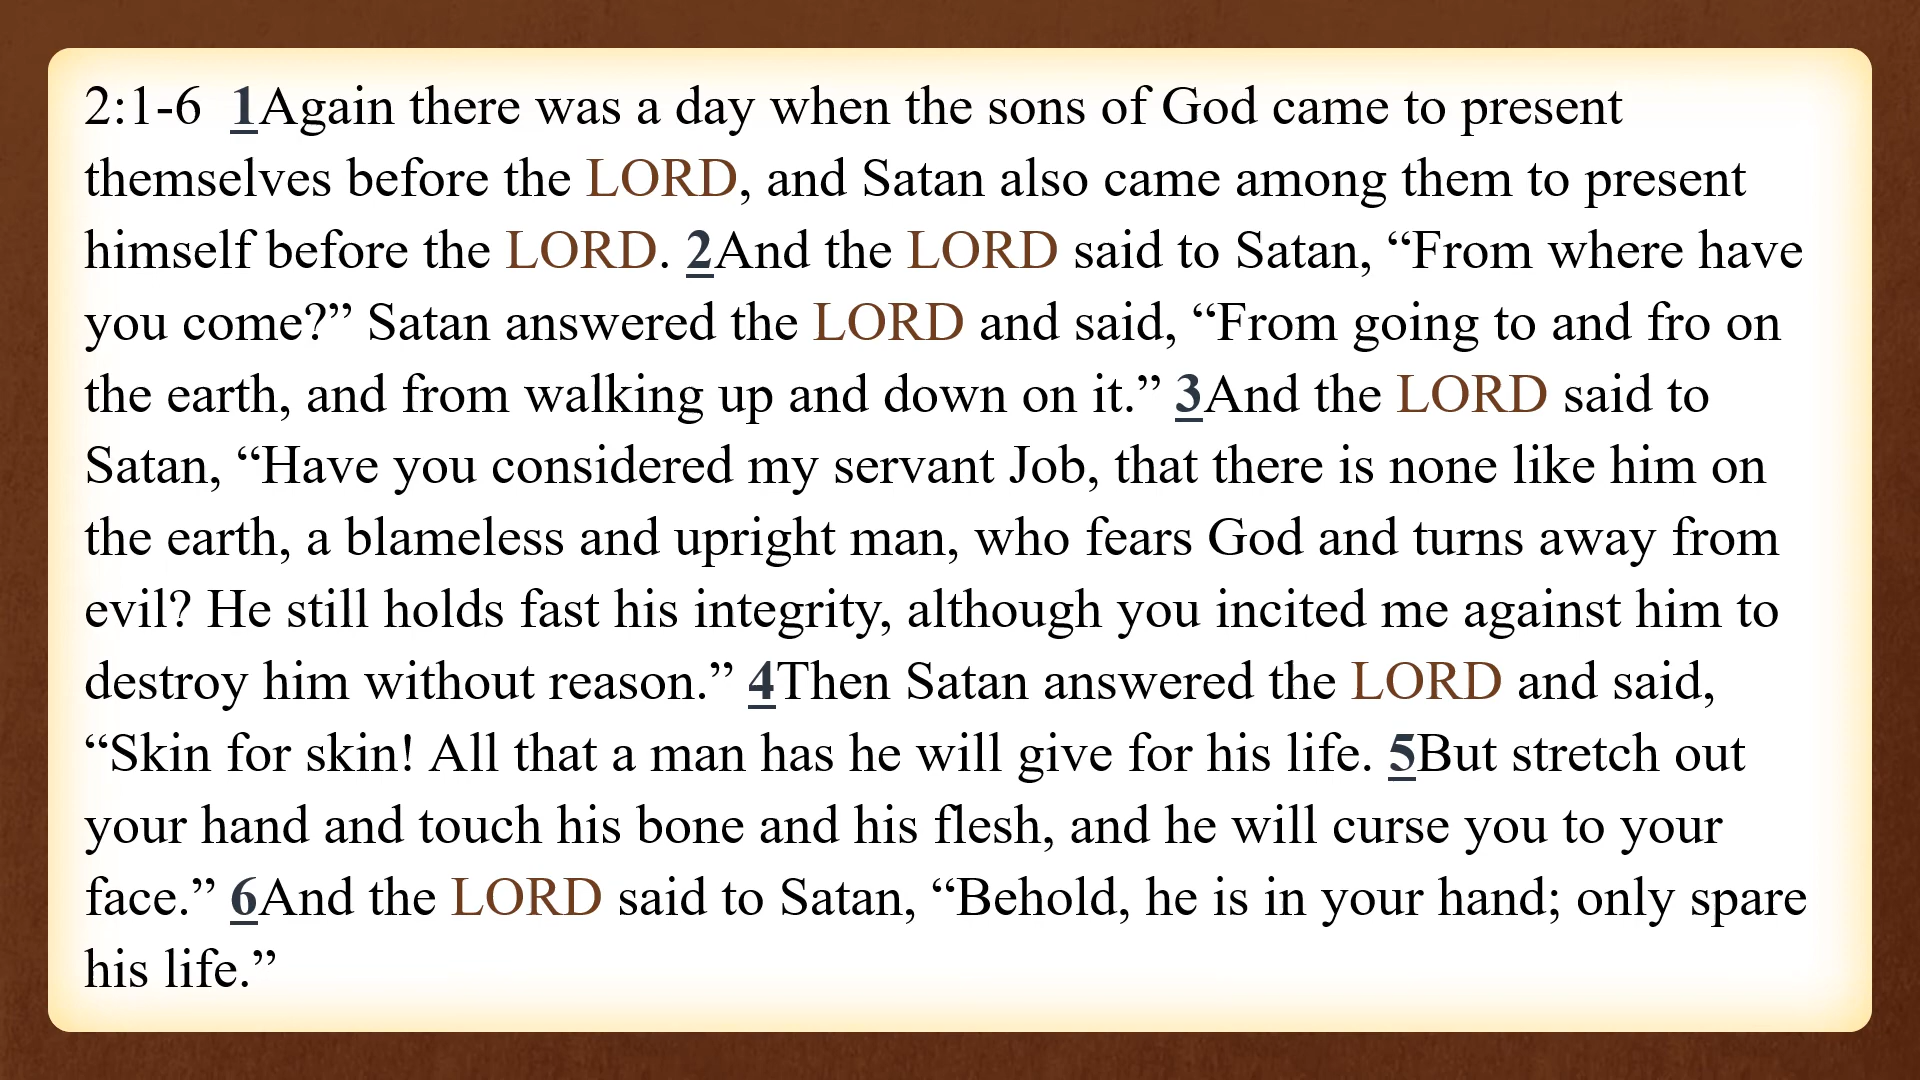 2:1-6 1Again there was a day when the sons of God came to present
themselves before the LORD, and Satan also came among them to present
himself before the LORD. 2And the LORD said to Satan, “From where have
you come?” Satan answered the LORD and said, “From going to and fro on
the earth, and from walking up and down on it.” 3And the LORD said to
Satan, “Have you considered my servant Job, that there is none like him on
the earth, a blameless and upright man, who fears God and turns away from
evil? He still holds fast his integrity, although you incited me against him to
destroy him without reason.” 4Then Satan answered the LORD and said,
“Skin for skin! All that a man has he will give for his life. 5But stretch out
your hand and touch his bone and his flesh, and he will curse you to your
face.” 6And the LORD said to Satan, “Behold, he is in your hand; only spare
his life.”